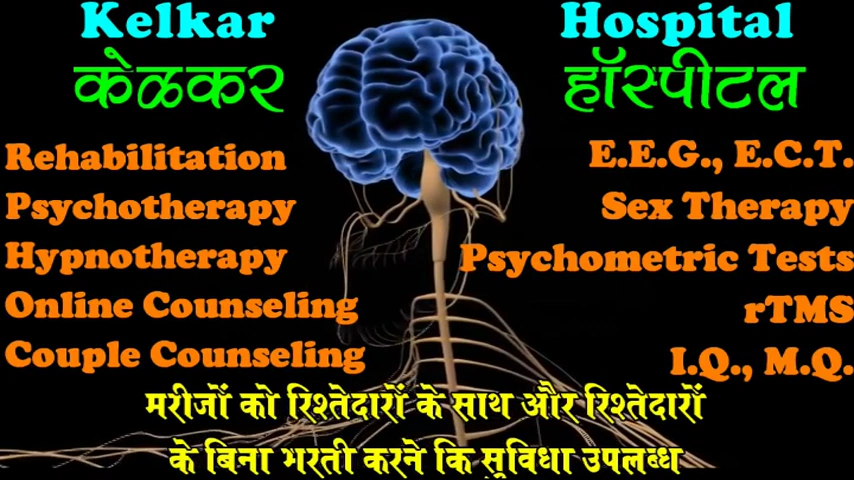 Kelkar Hospital
केळकर हॉस्पीटल
Rehabilitation
Psychotherapy
Hypnotherapy
Online Counseling
Couple Counseling
E.E.G., E.C.T.
Sex Therapy
Psychometric Tests
rTMS
I.Q., M.Q.
मरीजों को रिश्तेदारों के साथ और रिश्तेदारों
के बिना भरती करने कि सुविधा उपलब्ध